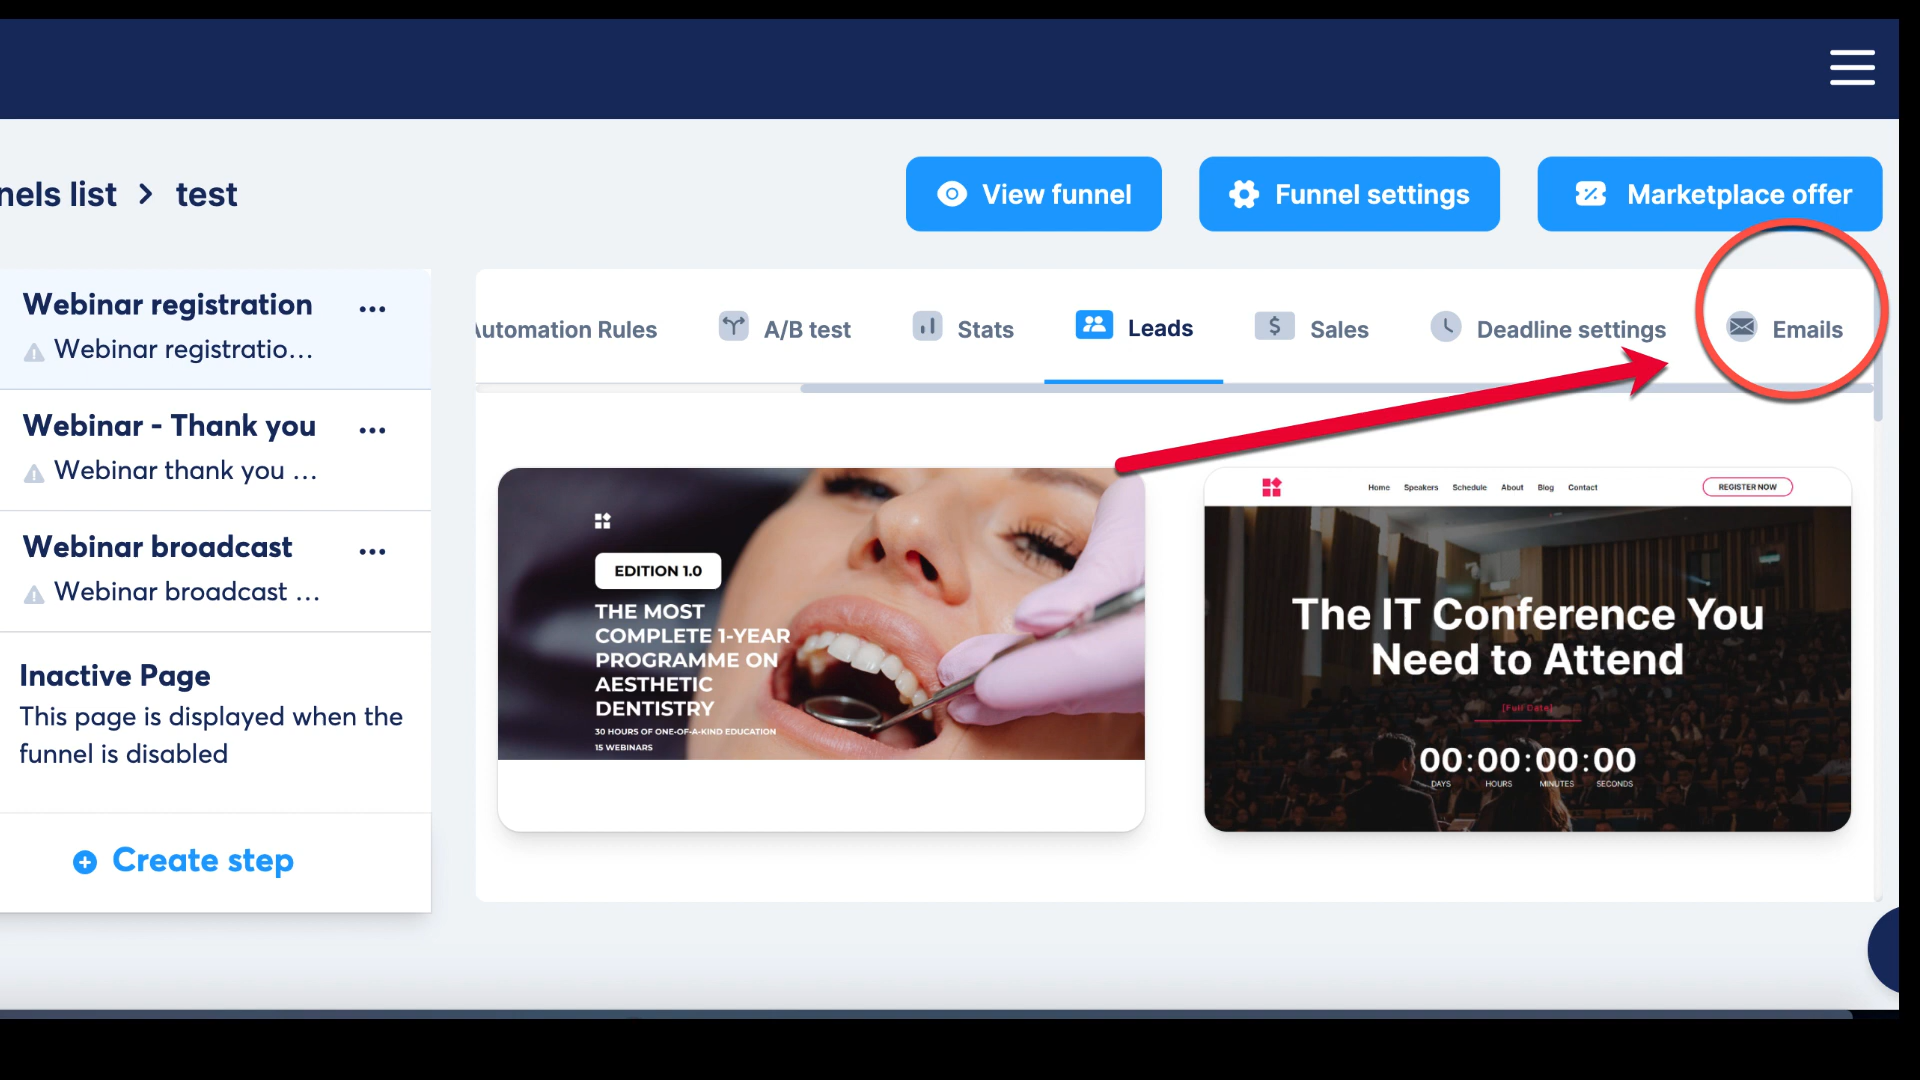 nels list > test
View funnel
Funnel settings
Marketplace offer
Webinar registration ...
Webinar registratio...
Webinar - Thank you ...
Webinar thank you ...
Webinar broadcast ...
Webinar broadcast ...
Inactive Page
This page is displayed when the
funnel is disabled
Create step
Automation Rules
A/B test
Stats
Leads
Sales
Deadline settings
Emails
EDITION 1.0
THE MOST
COMPLETE 1-YEAR
PROGRAMME ON
AESTHETIC
DENTISTRY
30 HOURS OF ONE-OF-A-KIND EDUCATION
15 WEBINARS
Home Speakers Schedule About Blog Contact
REGISTER NOW
The IT Conference You
Need to Attend
[Full Date]
00:00:00:00
DAYS HOURS MINUTES SECONDS